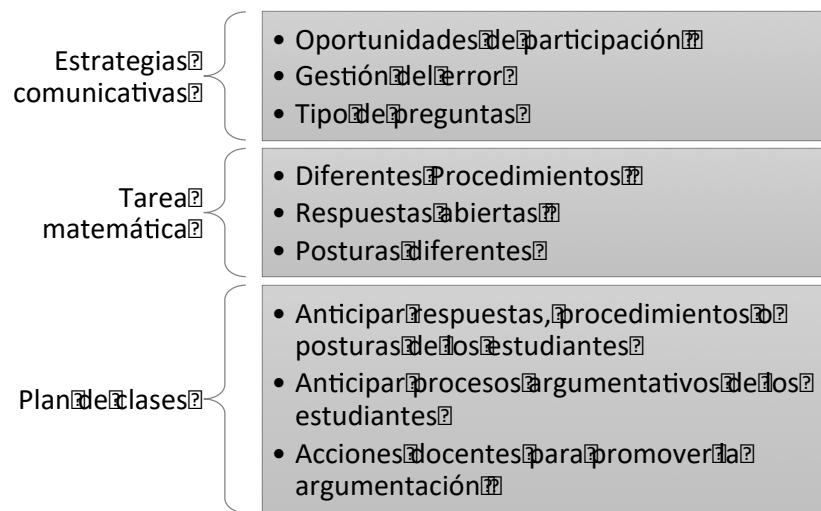 Estrategias
comunicativas
• Oportunidades de participación
• Gestión del error
• Tipo de preguntas
Tarea
matemática
• Diferentes Procedimientos
• Respuestas abiertas
• Posturas diferentes
Plan de clases
• Anticipar respuestas, procedimientos o
posturas de los estudiantes
• Anticipar procesos argumentativos de los
estudiantes
• Acciones docentes para promover la
argumentación